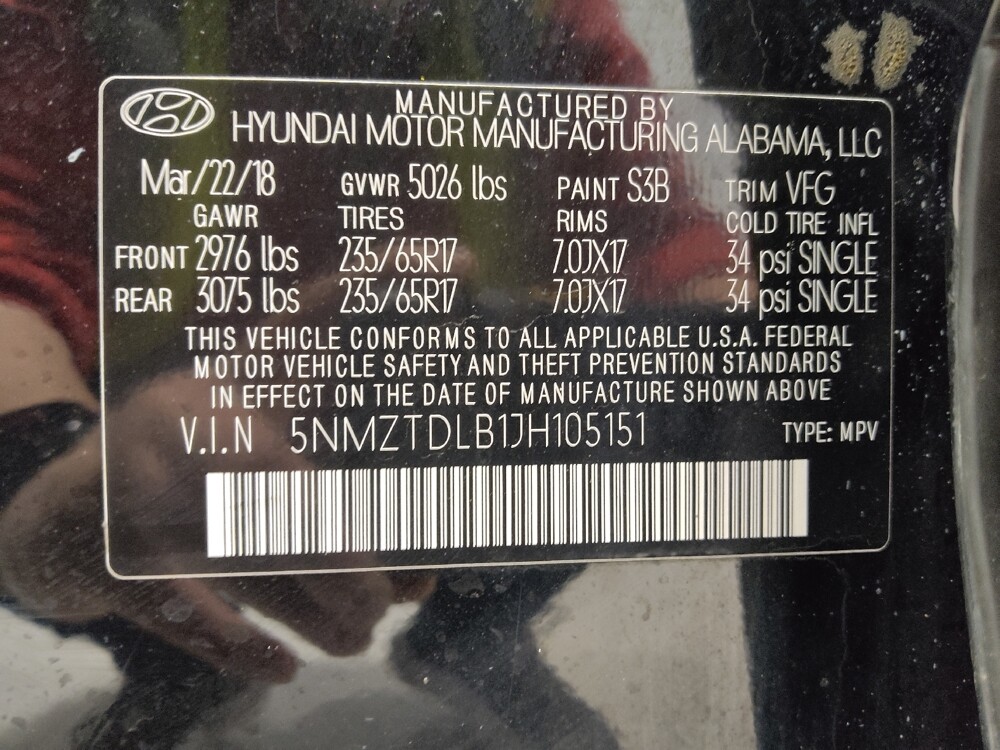 MANUFACTURED BY
HYUNDAI MOTOR MANUFACTURING ALABAMA, LLC
Mar/22/18 GVWR 5026 lbs PAINT S3B TRIM VFG
GAWR TIRES RIMS COLD TIRE INFL
FRONT 2976 lbs 235/65R17 7.0JX17 34 psi SINGLE
REAR 3075 lbs 235/65R17 7.0JX17 34 psi SINGLE
THIS VEHICLE CONFORMS TO ALL APPLICABLE U.S.A. FEDERAL
MOTOR VEHICLE SAFETY AND THEFT PREVENTION STANDARDS
IN EFFECT ON THE DATE OF MANUFACTURE SHOWN ABOVE
V.I.N 5NMZTDLB1JH105151 TYPE: MPV